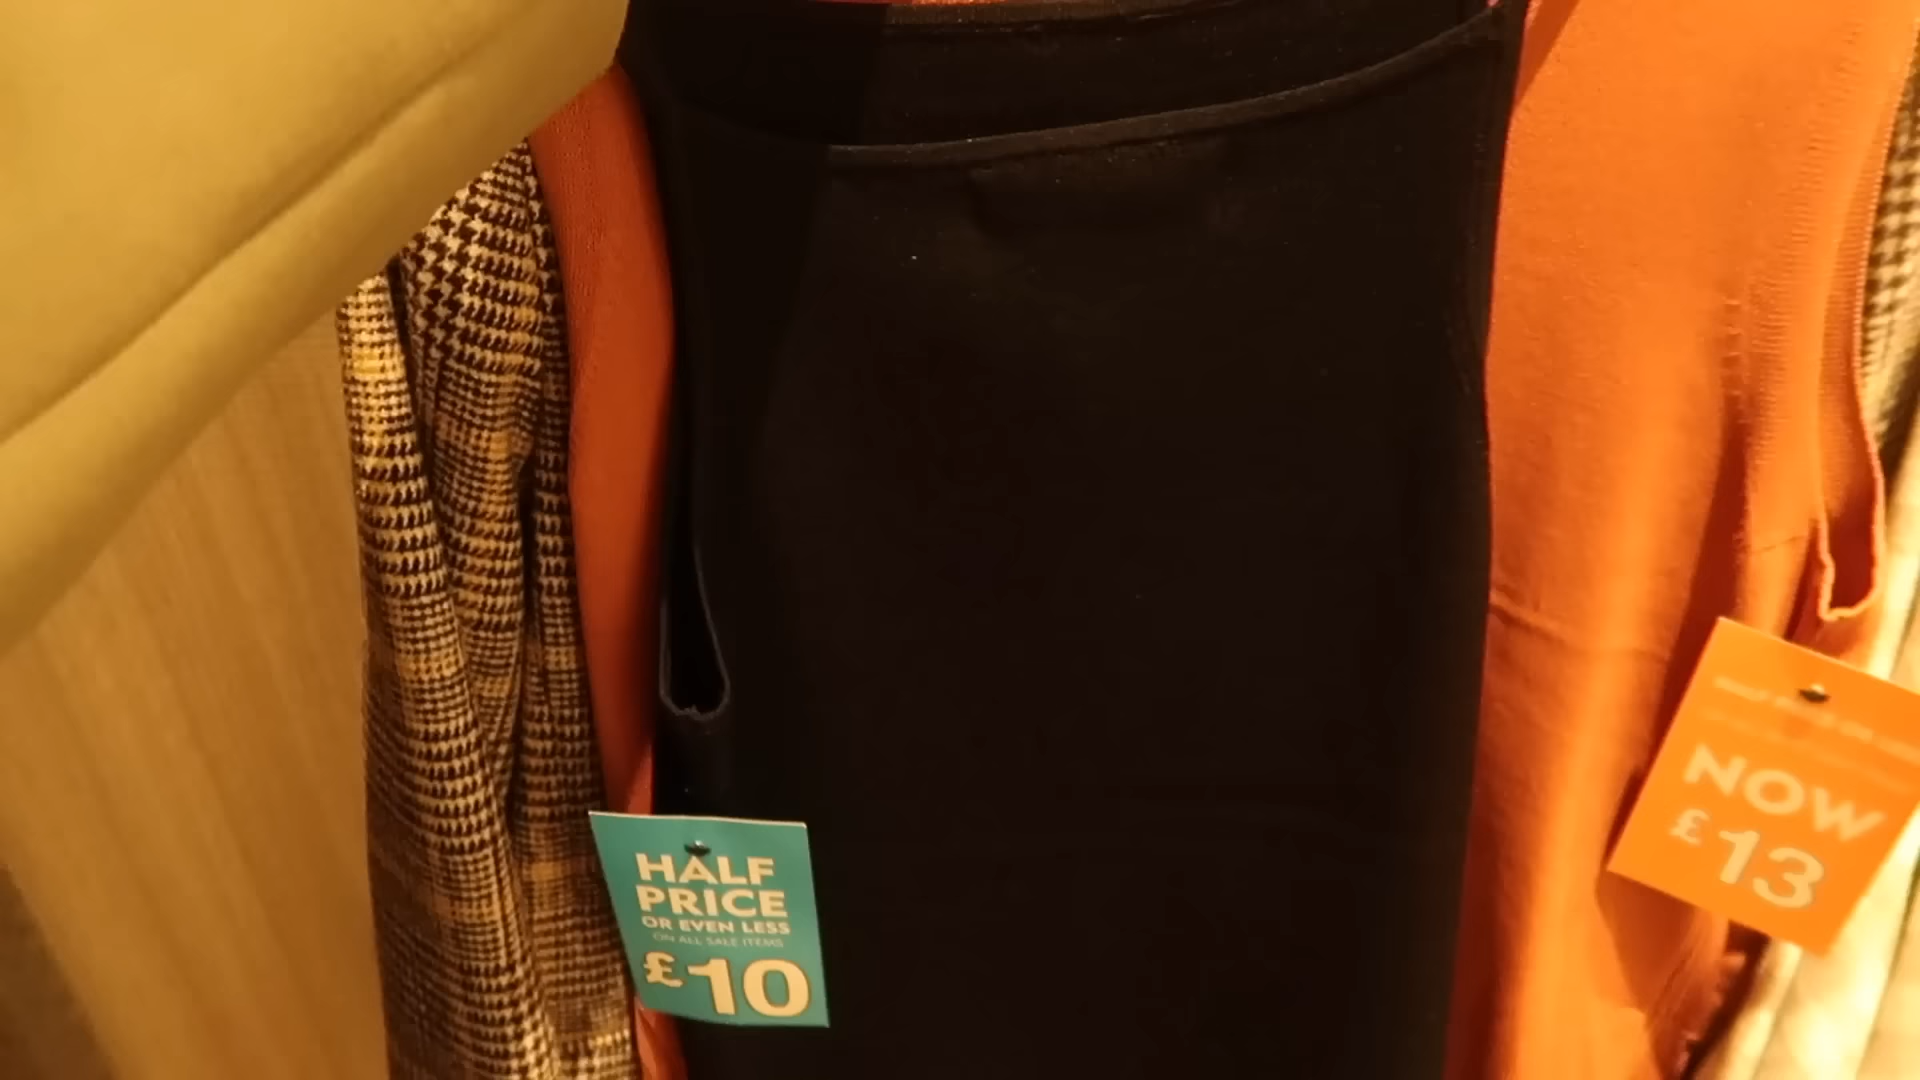 HALF
PRICE
OR EVEN LESS
ON ALL SALE ITEMS
£10
NOW
£13